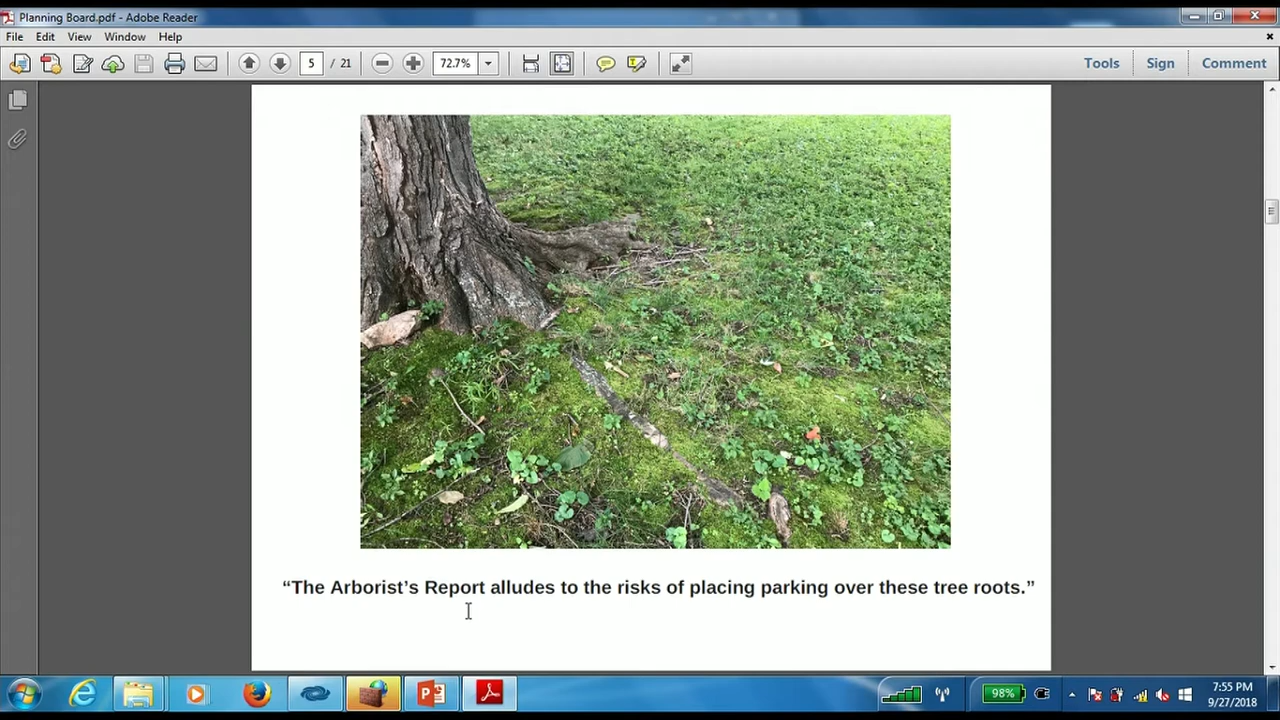 Planning Board.pdf - Adobe Reader
File Edit View Window Help
5 / 21
72.7%
Tools Sign Comment
“The Arborist’s Report alludes to the risks of placing parking over these tree roots.”
98%
7:55 PM
9/27/2018